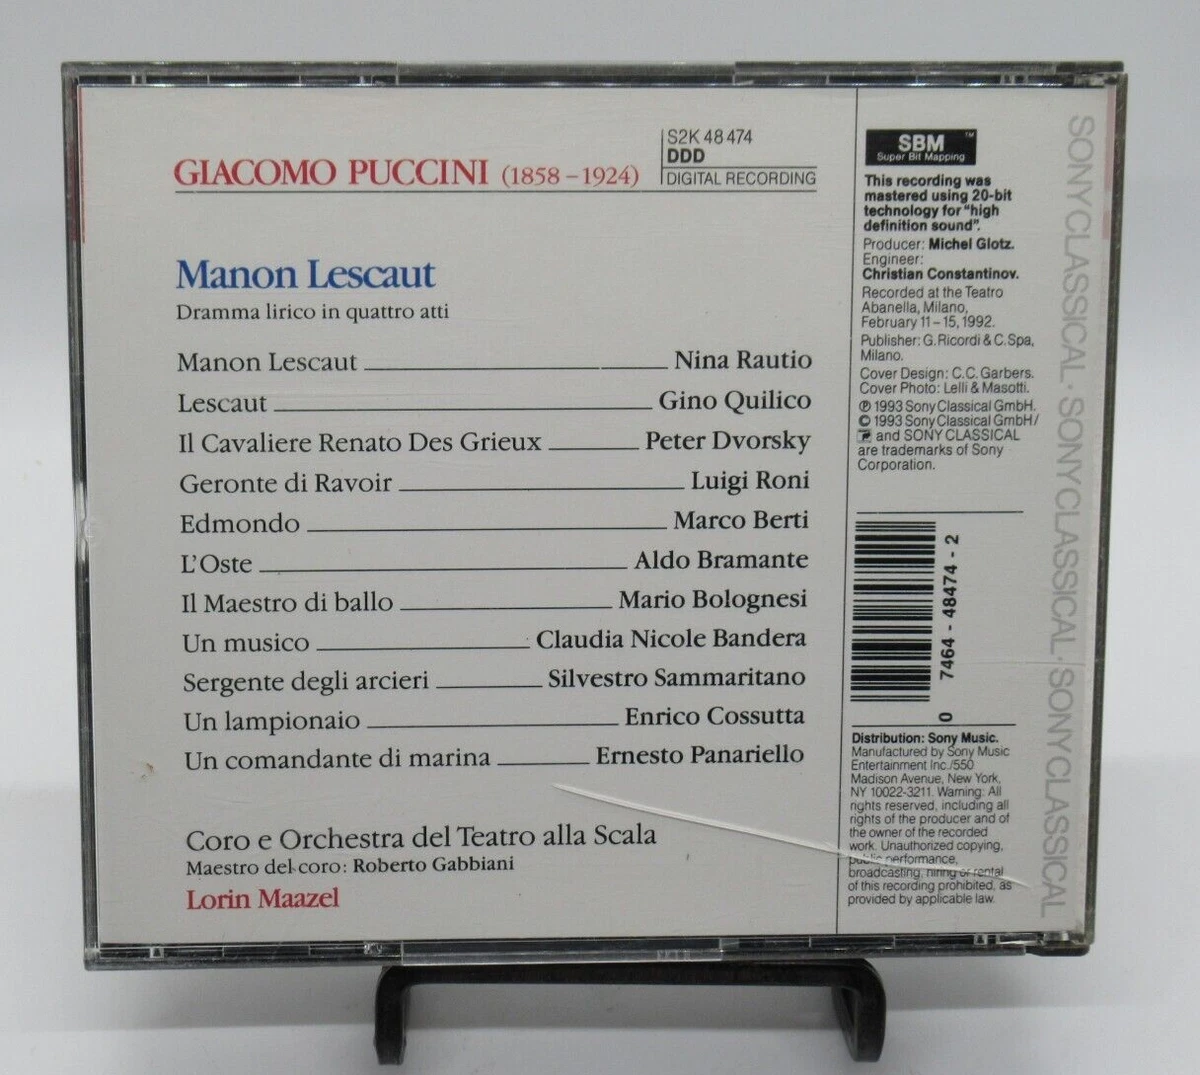 GIACOMO PUCCINI (1858–1924)
S2K 48 474
DDD
DIGITAL RECORDING
Manon Lescaut
Dramma lirico in quattro atti
Manon Lescaut Nina Rautio
Lescaut Gino Quilico
Il Cavaliere Renato Des Grieux Peter Dvorsky
Geronte di Ravoir Luigi Roni
Edmondo Marco Berti
L'Oste Aldo Bramante
Il Maestro di ballo Mario Bolognesi
Un musico Claudia Nicole Bandera
Sergente degli arcieri Silvestro Sammaritano
Un lampionaio Enrico Cossutta
Un comandante di marina Ernesto Panariello
Coro e Orchestra del Teatro alla Scala
Maestro del coro: Roberto Gabbiani
Lorin Maazel
SBM™
Super Bit Mapping
This recording was
mastered using 20-bit
technology for "high
definition sound".
Producer: Michel Glotz.
Engineer:
Christian Constantinov.
Recorded at the Teatro
Abanella, Milano,
February 11–15, 1992.
Publisher: G. Ricordi & C. Spa,
Milano.
Cover Design: C.C. Garbers.
Cover Photo: Lelli & Masotti.
℗ 1993 Sony Classical GmbH.
© 1993 Sony Classical GmbH/
and SONY CLASSICAL
are trademarks of Sony
Corporation.
0 7464-48474-2
Distribution: Sony Music.
Manufactured by Sony Music
Entertainment Inc./550
Madison Avenue, New York,
NY 10022-3211. Warning: All
rights reserved, including all
rights of the producer and of
the owner of the recorded
work. Unauthorized copying,
public performance,
broadcasting, hiring or rental
of this recording prohibited, as
provided by applicable law.
SONY CLASSICAL · SONY CLASSICAL · SONY CLASSICAL